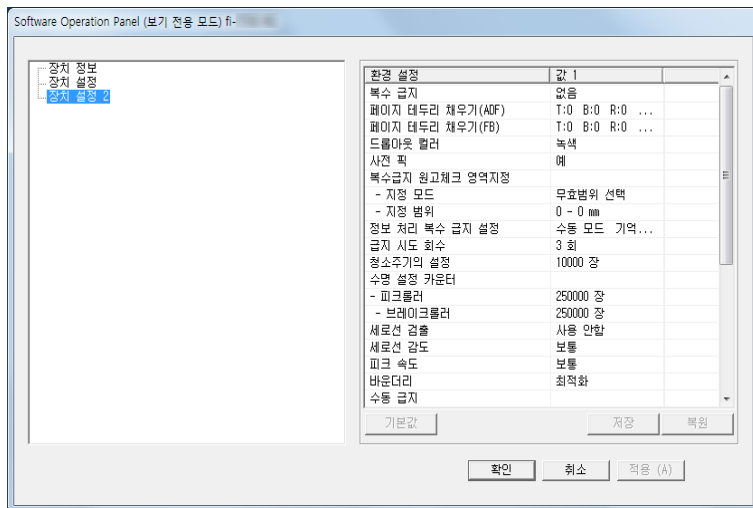 Software Operation Panel (보기 전용 모드) fi-
장치 정보
장치 설정
장치 설정 2
환경 설정 값 1
복수 급지 없음
페이지 테두리 채우기(ADF) T:0 B:0 R:0 ...
페이지 테두리 채우기(FB) T:0 B:0 R:0 ...
드롭아웃 컬러 녹색
사전 픽 예
복수급지 원고체크 영역지정
- 지정 모드 무효범위 선택
- 지정 범위 0 - 0 mm
정보 처리 복수 급지 설정 수동 모드 기억...
급지 시도 회수 3 회
청소주기의 설정 10000 장
수명 설정 카운터
- 피크롤러 250000 장
- 브레이크롤러 250000 장
세로선 검출 사용 안함
세로선 감도 보통
피크 속도 보통
바운더리 최적화
수동 급지
기본값 저장 복원
확인 취소 적용 (A)